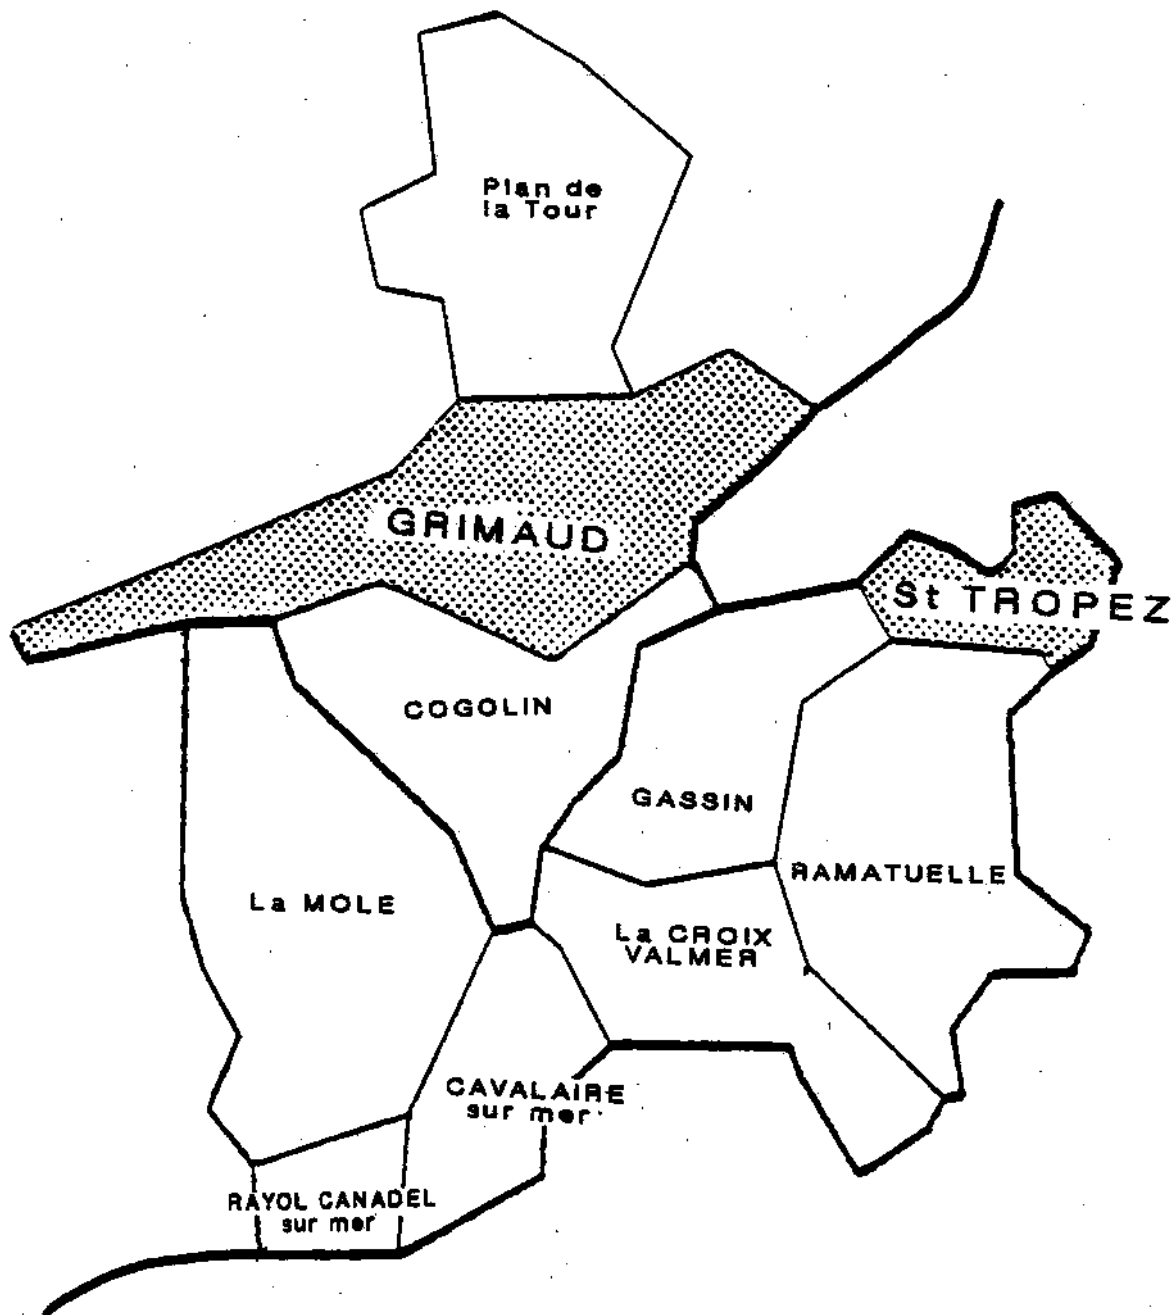 Plan de
la Tour
GRIMAUD
St TROPEZ
COGOLIN
GASSIN
RAMATUELLE
La MOLE
La CROIX
VALMER
CAVALAIRE
sur mer
RAYOL CANADEL
sur mer